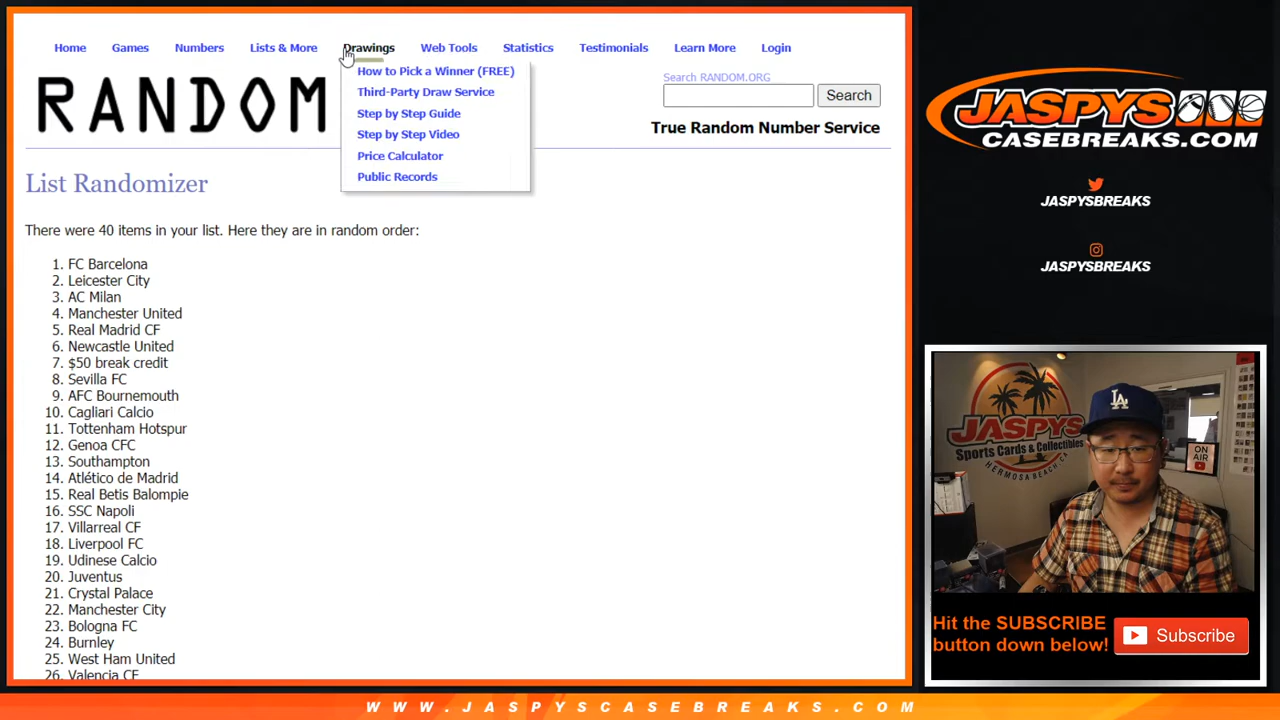 Home Games Numbers Lists & More Drawings Web Tools Statistics Testimonials Learn More Login
How to Pick a Winner (FREE)
Third-Party Draw Service
Step by Step Guide
Step by Step Video
Price Calculator
Public Records
RANDOM
Search RANDOM.ORG
Search
True Random Number Service
List Randomizer
There were 40 items in your list. Here they are in random order:
1. FC Barcelona
2. Leicester City
3. AC Milan
4. Manchester United
5. Real Madrid CF
6. Newcastle United
7. $50 break credit
8. Sevilla FC
9. AFC Bournemouth
10. Cagliari Calcio
11. Tottenham Hotspur
12. Genoa CFC
13. Southampton
14. Atlético de Madrid
15. Real Betis Balompie
16. SSC Napoli
17. Villarreal CF
18. Liverpool FC
19. Udinese Calcio
20. Juventus
21. Crystal Palace
22. Manchester City
23. Bologna FC
24. Burnley
25. West Ham United
26. Valencia CF
JASPYS
CASEBREAKS.COM
JASPYSBREAKS
JASPYSBREAKS
JASPYS
Sports Cards & Collectibles
HERMOSA BEACH, CA
LA
ON
AIR
Hit the SUBSCRIBE
button down below!
Subscribe
WWW.JASPYSCASEBREAKS.COM